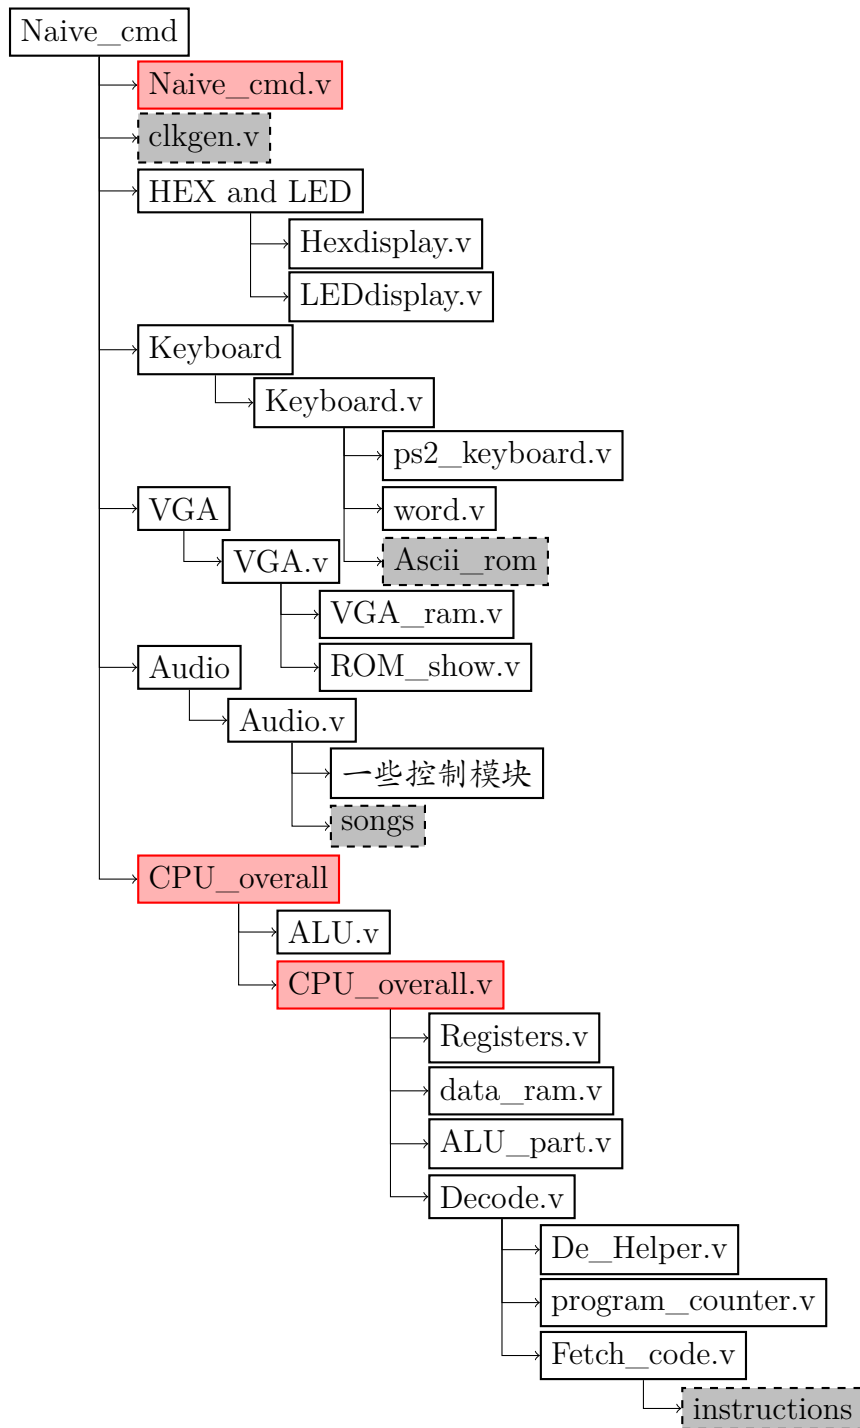 Naive_cmd
Naive_cmd.v
clkgen.v
HEX and LED
Hexdisplay.v
LEDdisplay.v
Keyboard
Keyboard.v
ps2_keyboard.v
VGA
word.v
VGA.v
Ascii_rom
VGA_ram.v
Audio
ROM_show.v
Audio.v
一些控制模块
songs
CPU_overall
ALU.v
CPU_overall.v
Registers.v
data_ram.v
ALU_part.v
Decode.v
De_Helper.v
program_counter.v
Fetch_code.v
instructions